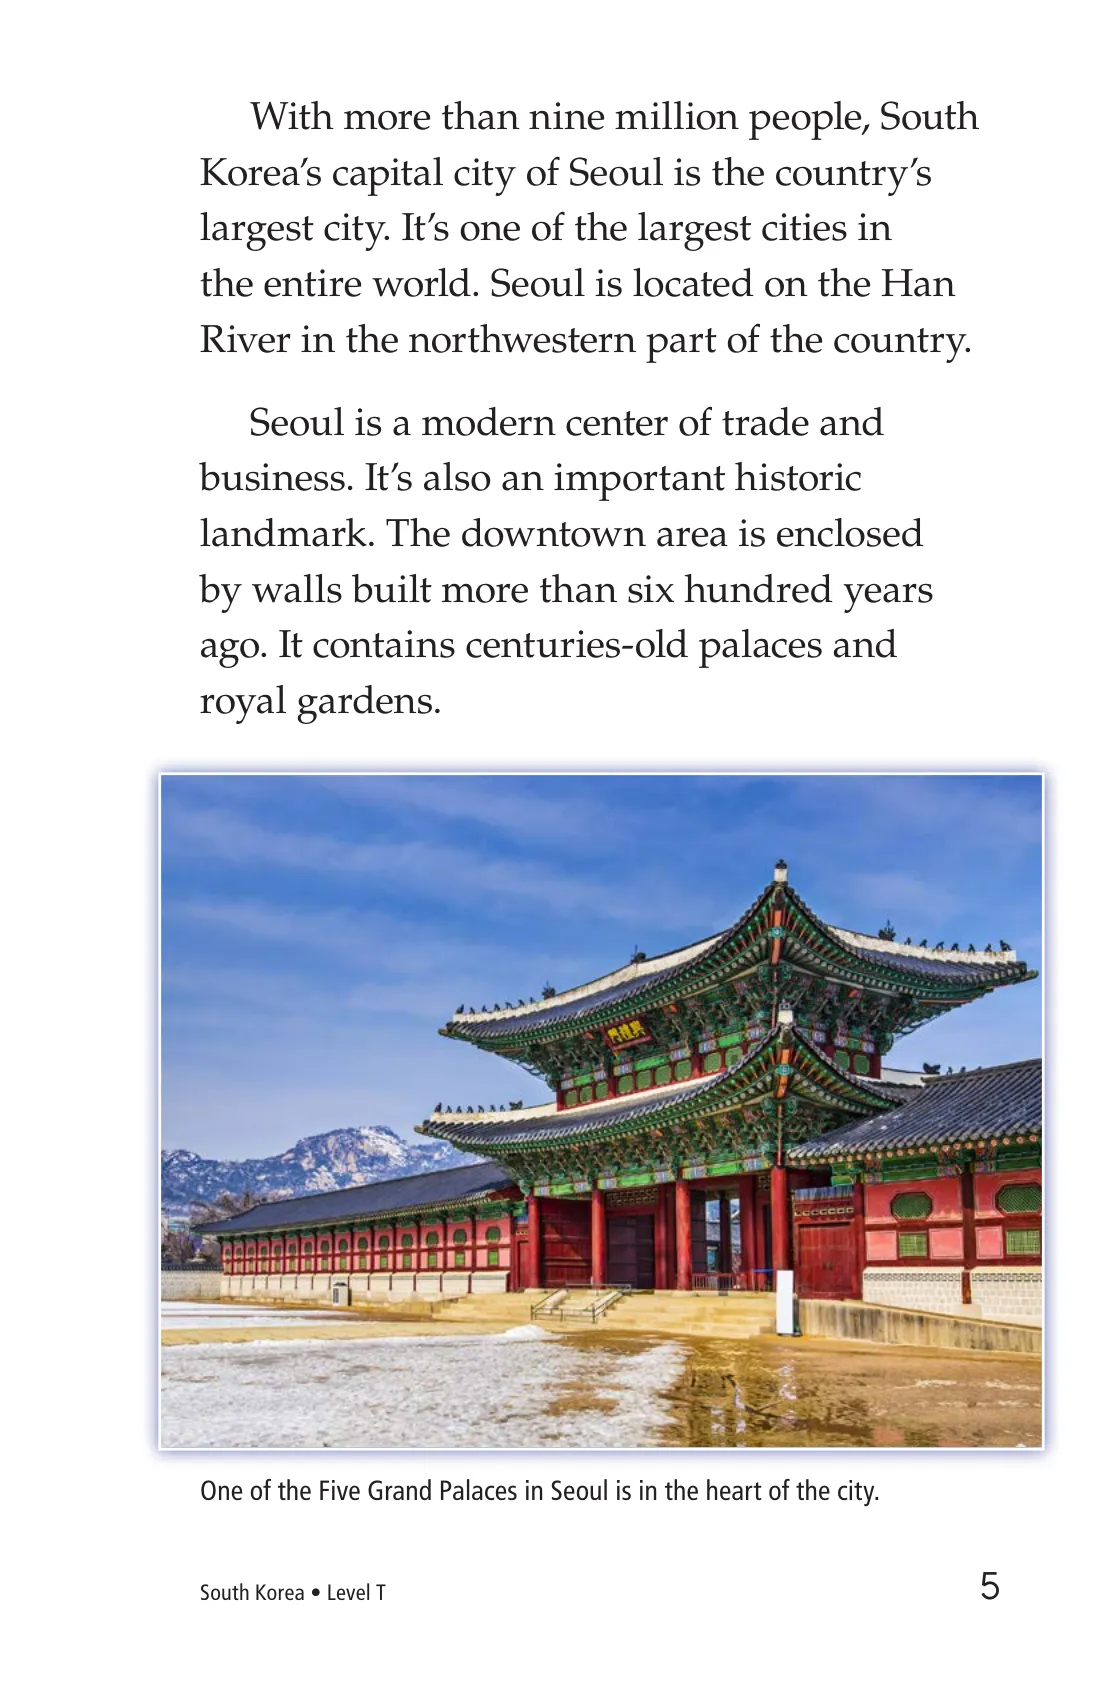 With more than nine million people, South
Korea’s capital city of Seoul is the country’s
largest city. It’s one of the largest cities in
the entire world. Seoul is located on the Han
River in the northwestern part of the country.
Seoul is a modern center of trade and
business. It’s also an important historic
landmark. The downtown area is enclosed
by walls built more than six hundred years
ago. It contains centuries-old palaces and
royal gardens.
門禮興
One of the Five Grand Palaces in Seoul is in the heart of the city.
South Korea • Level T
5